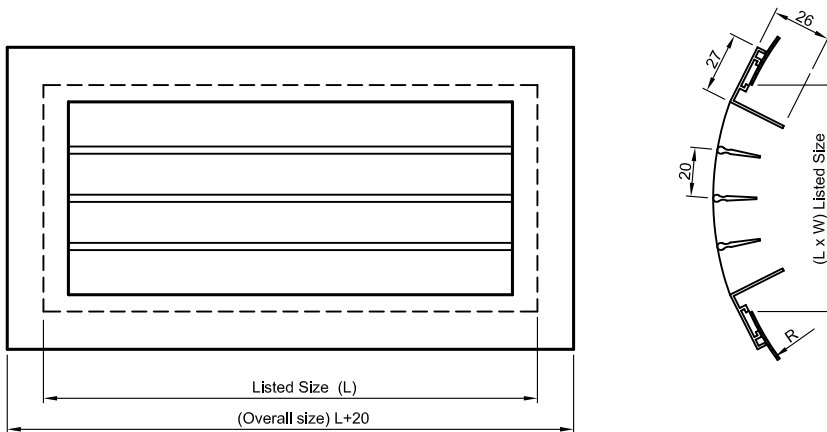 26
27
20
(L x W) Listed Size
R
Listed Size (L)
(Overall size) L+20